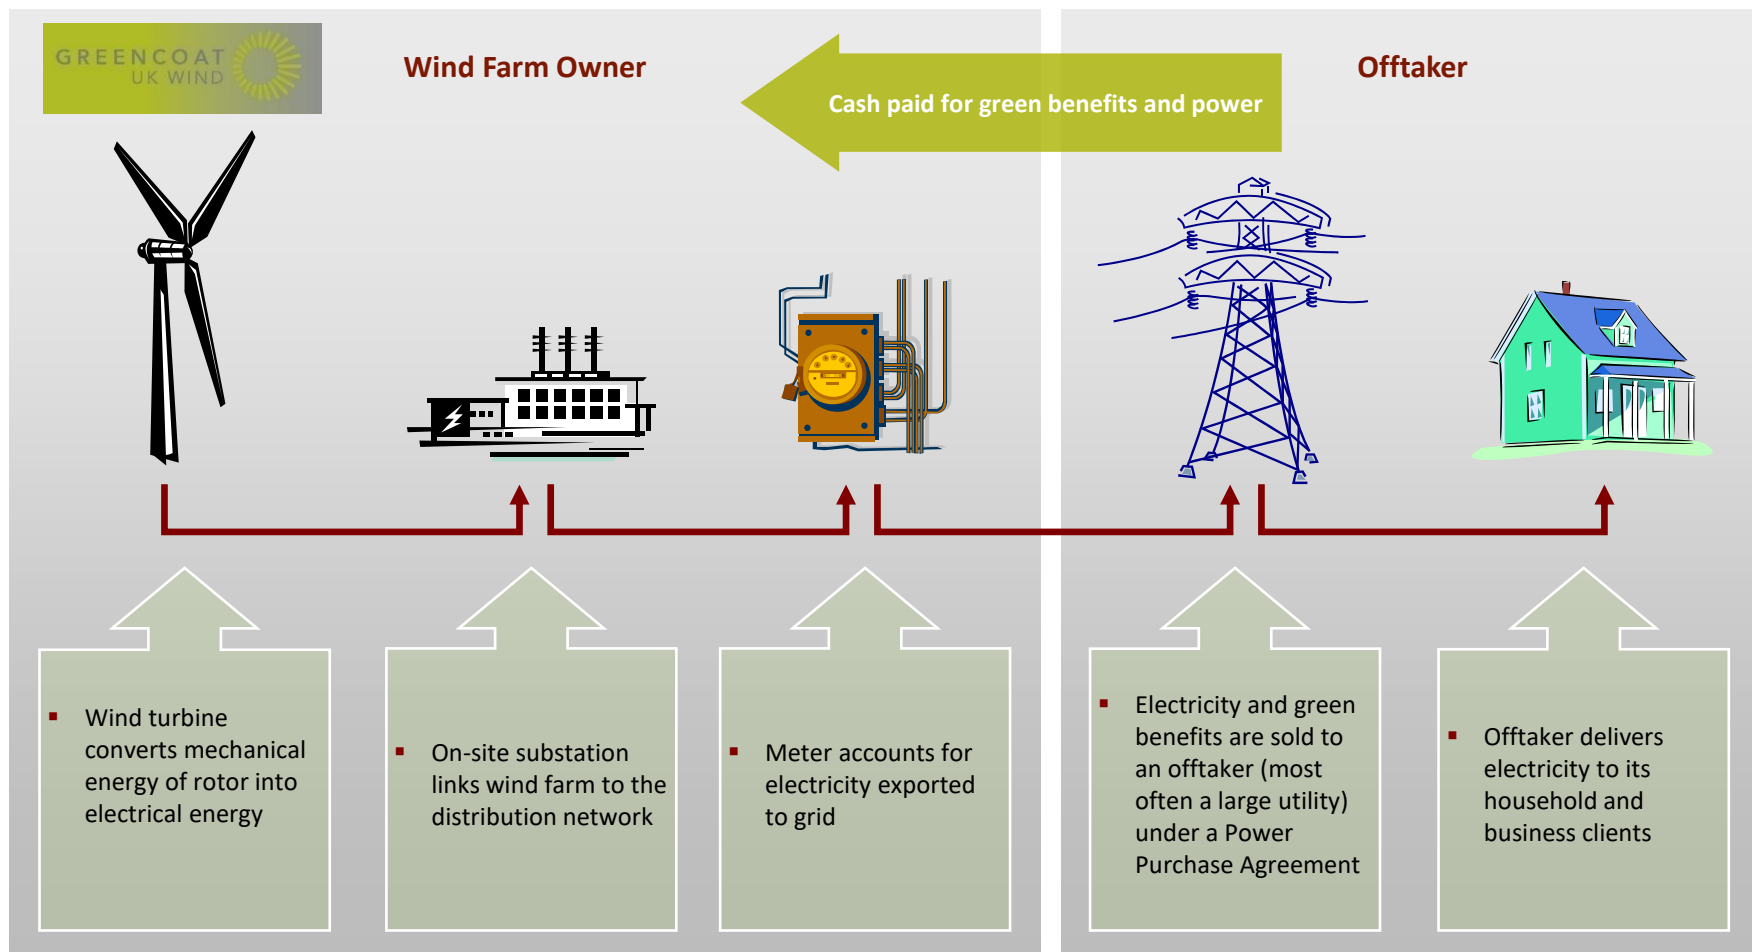 GREENCOAT
UK WIND
Wind Farm Owner
Cash paid for green benefits and power
Offtaker
▪ Wind turbine
converts mechanical
energy of rotor into
electrical energy
▪ On-site substation
links wind farm to the
distribution network
▪ Meter accounts for
electricity exported
to grid
▪ Electricity and green
benefits are sold to
an offtaker (most
often a large utility)
under a Power
Purchase Agreement
▪ Offtaker delivers
electricity to its
household and
business clients